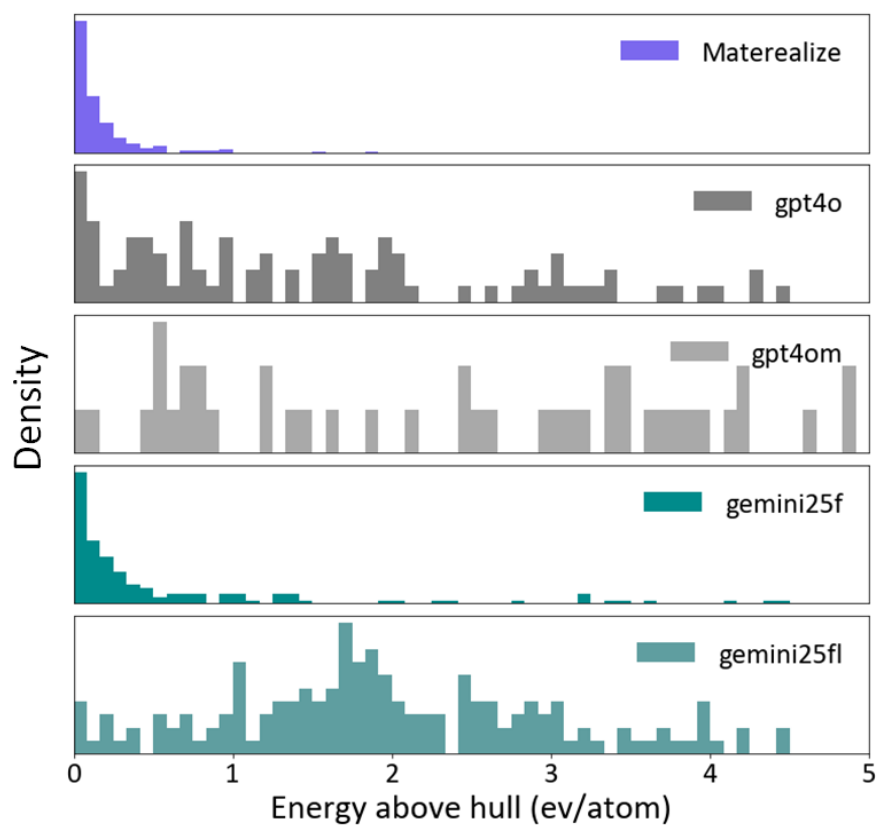 Materealize
gpt4o
gpt4om
Density
gemini25f
gemini25fl
0 1 2 3 4 5
Energy above hull (ev/atom)